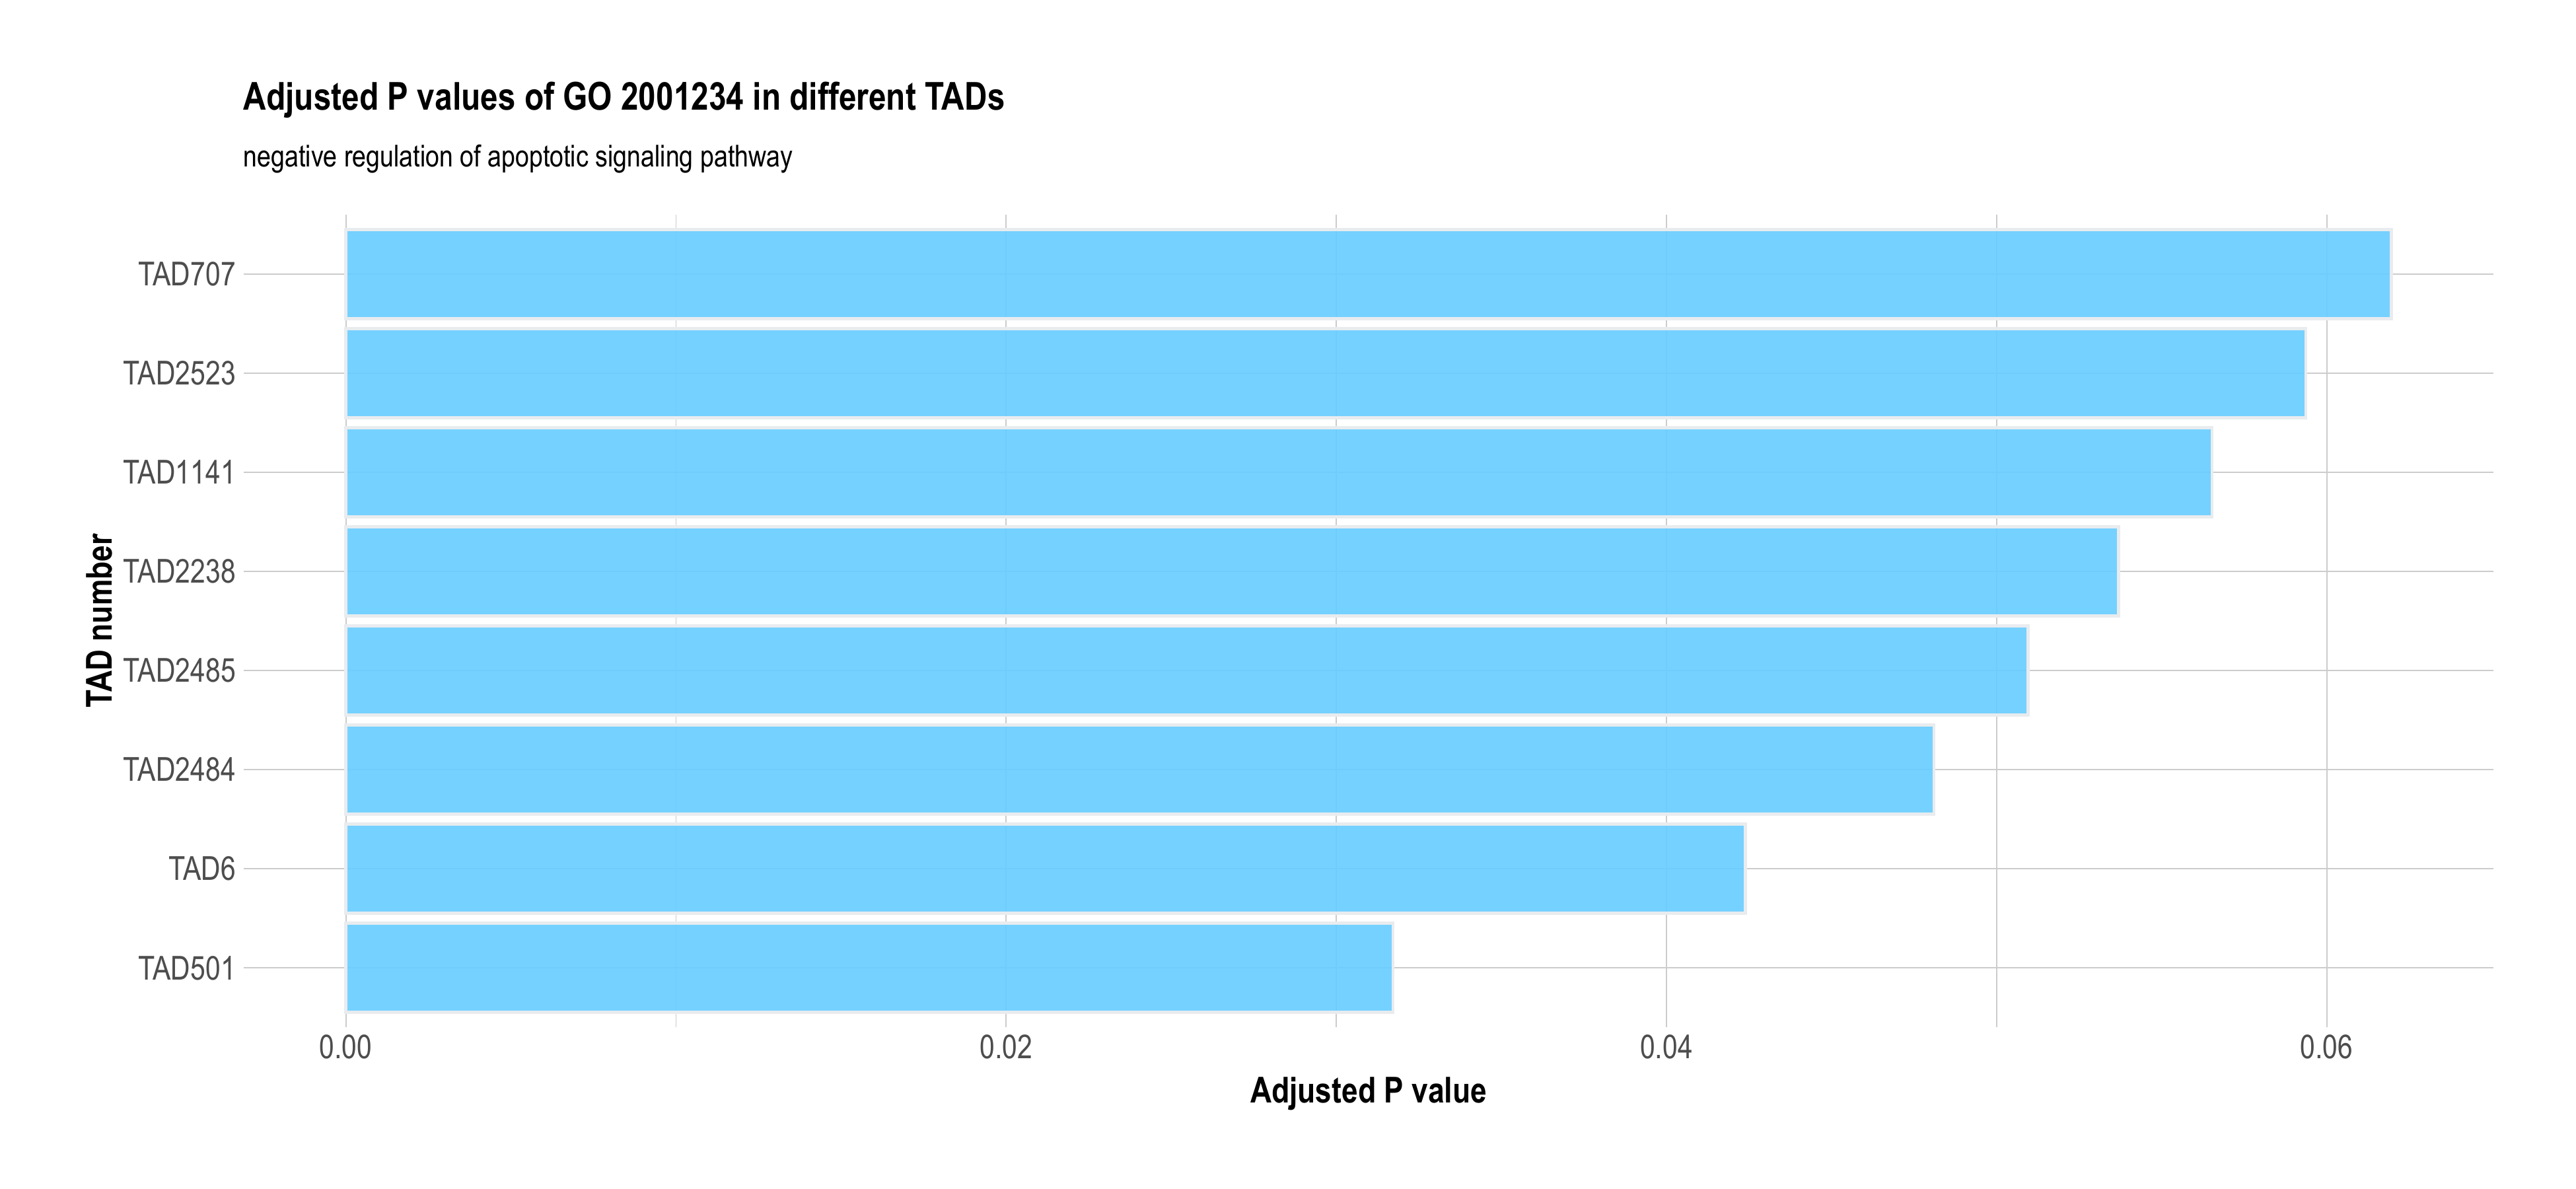 Adjusted P values of GO 2001234 in different TADs
negative regulation of apoptotic signaling pathway
TAD number
TAD707
TAD2523
TAD1141
TAD2238
TAD2485
TAD2484
TAD6
TAD501
0.00 0.02 0.04 0.06
Adjusted P value